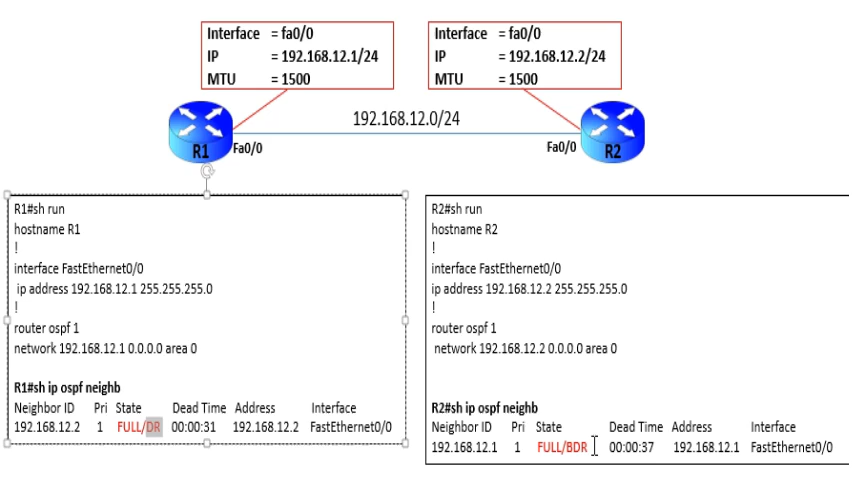 Interface = fa0/0
IP = 192.168.12.1/24
MTU = 1500
Interface = fa0/0
IP = 192.168.12.2/24
MTU = 1500
192.168.12.0/24
R1
Fa0/0
Fa0/0
R2
R1#sh run
hostname R1
!
interface FastEthernet0/0
ip address 192.168.12.1 255.255.255.0
!
router ospf 1
network 192.168.12.1 0.0.0.0 area 0
R1#sh ip ospf neighb
Neighbor ID Pri State Dead Time Address Interface
192.168.12.2 1 FULL/DR 00:00:31 192.168.12.2 FastEthernet0/0
R2#sh run
hostname R2
!
interface FastEthernet0/0
ip address 192.168.12.2 255.255.255.0
!
router ospf 1
network 192.168.12.2 0.0.0.0 area 0
R2#sh ip ospf neighb
Neighbor ID Pri State Dead Time Address Interface
192.168.12.1 1 FULL/BDR 00:00:37 192.168.12.1 FastEthernet0/0